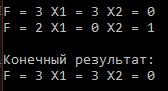 F = 3 X1 = 3 X2 = 0
F = 2 X1 = 0 X2 = 1
Конечный результат:
F = 3 X1 = 3 X2 = 0